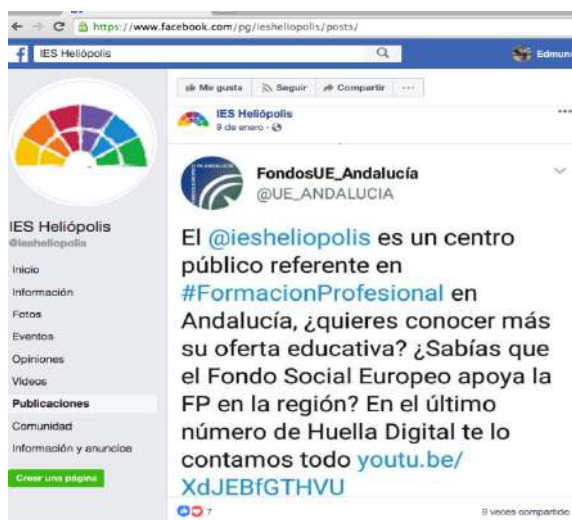 https://www.facebook.com/pg/iesheliopolis/posts/
IES Heliópolis
Edmun
Me gusta Seguir Compartir ...
IES Heliópolis
9 de enero
FondosUE_Andalucía
@UE_ANDALUCIA
El @iesheliopolis es un centro
público referente en
#FormacionProfesional en
Andalucía, ¿quieres conocer más
su oferta educativa? ¿Sabías que
el Fondo Social Europeo apoya la
FP en la región? En el último
número de Huella Digital te lo
contamos todo youtu.be/
XdJEBfGTHVU
7
9 veces compartido
IES Heliópolis
@iesheliopolis
Inicio
Información
Fotos
Eventos
Opiniones
Videos
Publicaciones
Comunidad
Información y anuncios
Crear una página